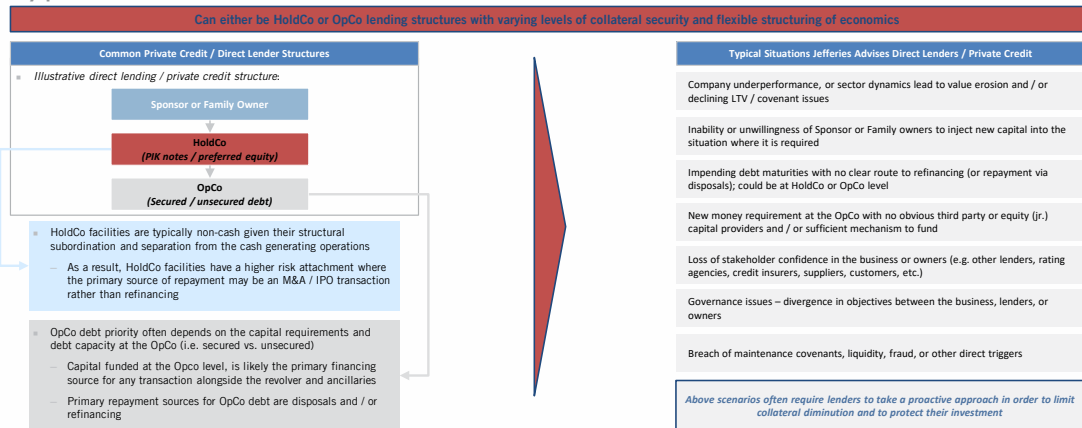 Can either be HoldCo or OpCo lending structures with varying levels of collateral security and flexible structuring of economics
Common Private Credit / Direct Lender Structures
Illustrative direct lending / private credit structure:
Sponsor or Family Owner
HoldCo
(PIK notes / preferred equity)
OpCo
(Secured / unsecured debt)
HoldCo facilities are typically non-cash given their structural
subordination and separation from the cash generating operations
– As a result, HoldCo facilities have a higher risk attachment where
the primary source of repayment may be an M&A / IPO transaction
rather than refinancing
OpCo debt priority often depends on the capital requirements and
debt capacity at the OpCo (i.e. secured vs. unsecured)
– Capital funded at the Opco level, is likely the primary financing
source for any transaction alongside the revolver and ancillaries
– Primary repayment sources for OpCo debt are disposals and / or
refinancing
Typical Situations Jefferies Advises Direct Lenders / Private Credit
Company underperformance, or sector dynamics lead to value erosion and / or
declining LTV / covenant issues
Inability or unwillingness of Sponsor or Family owners to inject new capital into the
situation where it is required
Impending debt maturities with no clear route to refinancing (or repayment via
disposals); could be at HoldCo or OpCo level
New money requirement at the OpCo with no obvious third party or equity (jr.)
capital providers and / or sufficient mechanism to fund
Loss of stakeholder confidence in the business or owners (e.g. other lenders, rating
agencies, credit insurers, suppliers, customers, etc.)
Governance issues – divergence in objectives between the business, lenders, or
owners
Breach of maintenance covenants, liquidity, fraud, or other direct triggers
Above scenarios often require lenders to take a proactive approach in order to limit
collateral diminution and to protect their investment